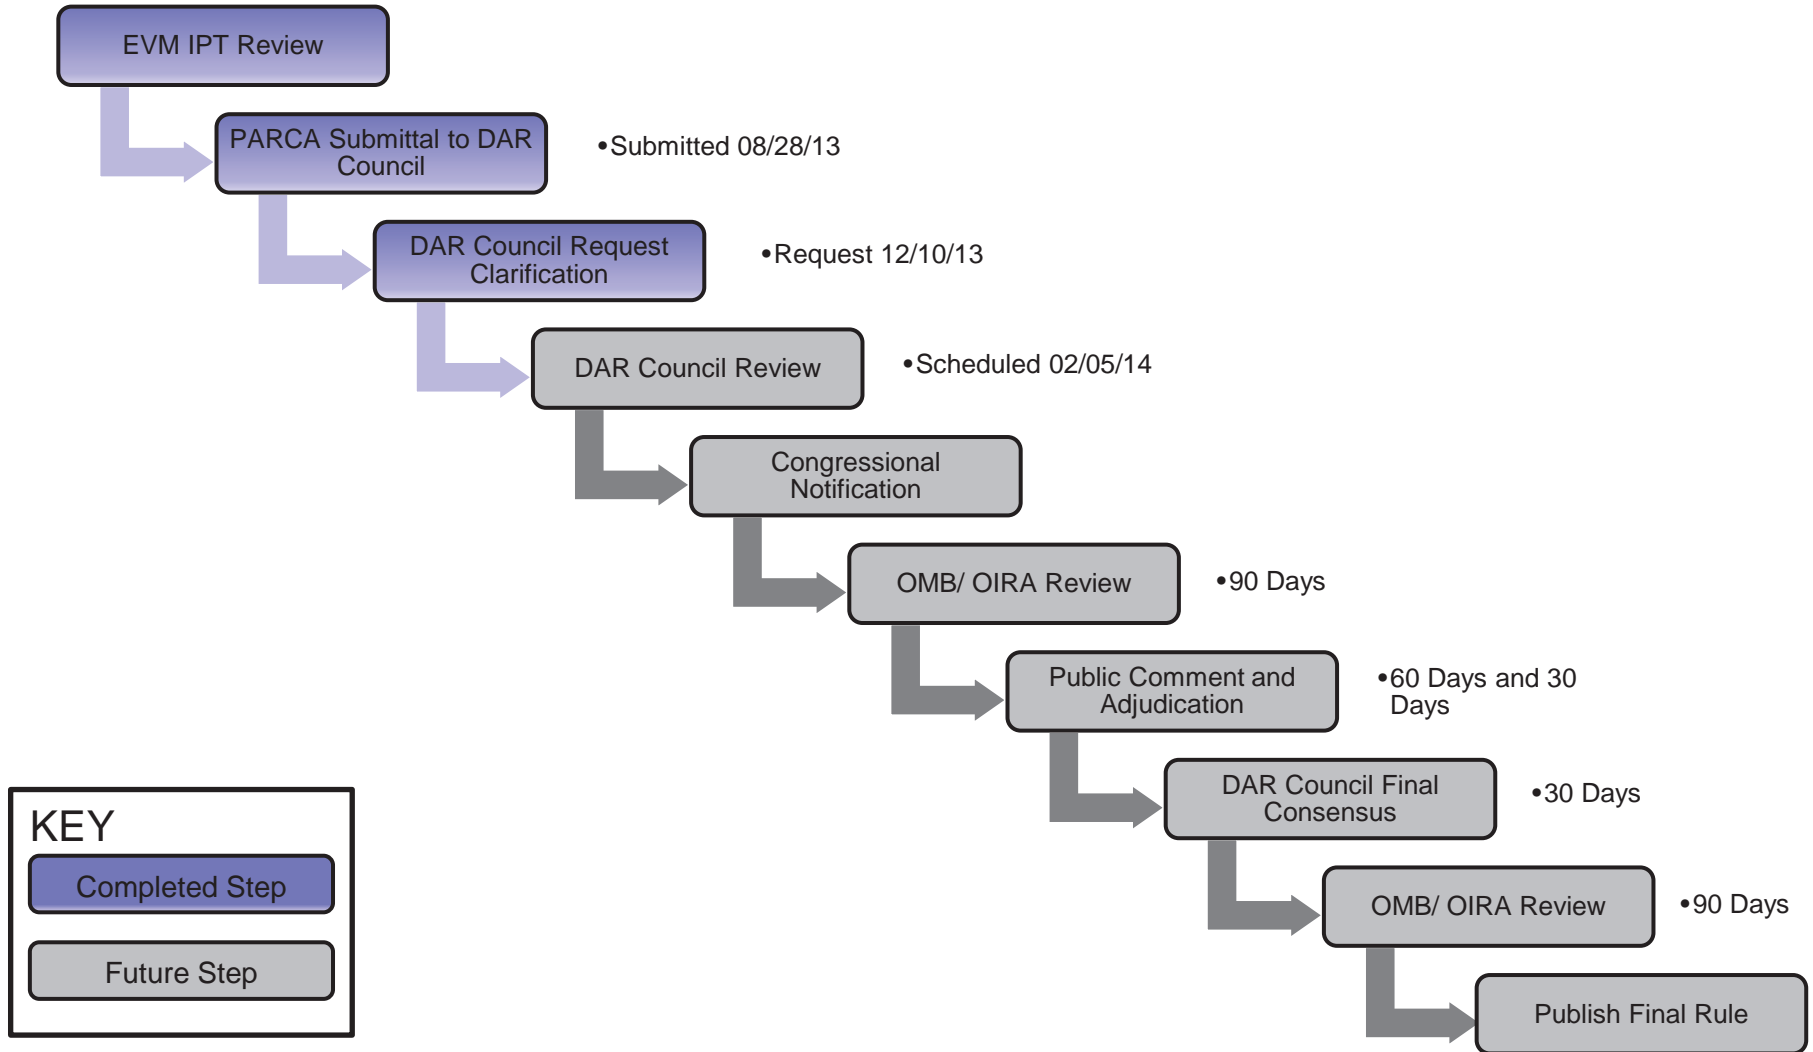 EVM IPT Review
PARCA Submittal to DAR
Council
•Submitted 08/28/13
DAR Council Request
Clarification
•Request 12/10/13
DAR Council Review
•Scheduled 02/05/14
Congressional
Notification
OMB/ OIRA Review
•90 Days
Public Comment and
Adjudication
•60 Days and 30
Days
DAR Council Final
Consensus
•30 Days
OMB/ OIRA Review
•90 Days
Publish Final Rule
KEY
Completed Step
Future Step